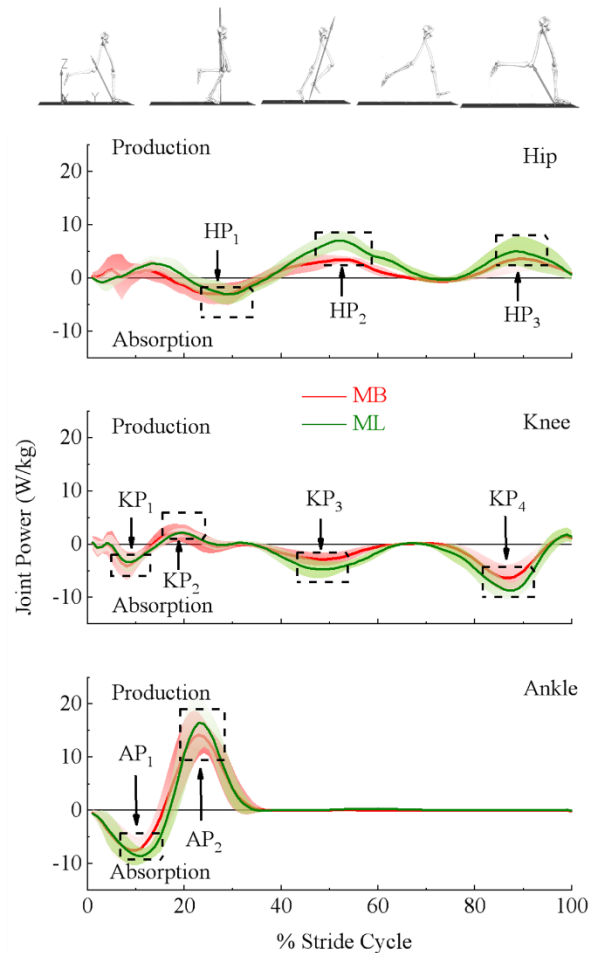 Z
X
Y
20
10
0
-10
Production
Hip
HP1
HP2
HP3
Absorption
MB
ML
20
10
0
-10
Production
Knee
KP1
KP2
KP3
KP4
Absorption
Joint Power (W/kg)
20
10
0
-10
Production
Ankle
AP1
AP2
Absorption
0 20 40 60 80 100
% Stride Cycle